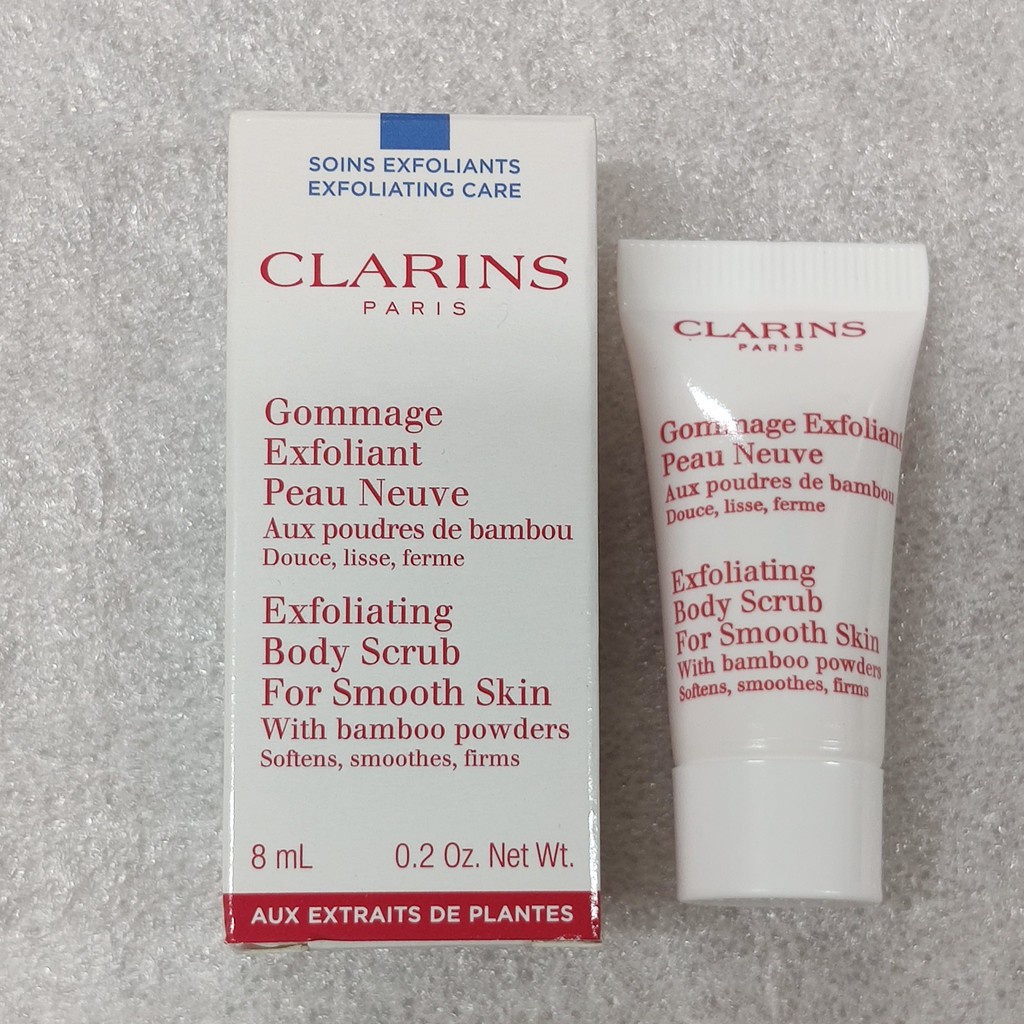 SOINS EXFOLIANTS
EXFOLIATING CARE
CLARINS
PARIS
Gommage
Exfoliant
Peau Neuve
Aux poudres de bambou
Douce, lisse, ferme
Exfoliating
Body Scrub
For Smooth Skin
With bamboo powders
Softens, smoothes, firms
8 mL 0.2 Oz. Net Wt.
AUX EXTRAITS DE PLANTES
CLARINS
PARIS
Gommage Exfoliant
Peau Neuve
Aux poudres de bambou
Douce, lisse, ferme
Exfoliating
Body Scrub
For Smooth Skin
With bamboo powders
Softens, smoothes, firms